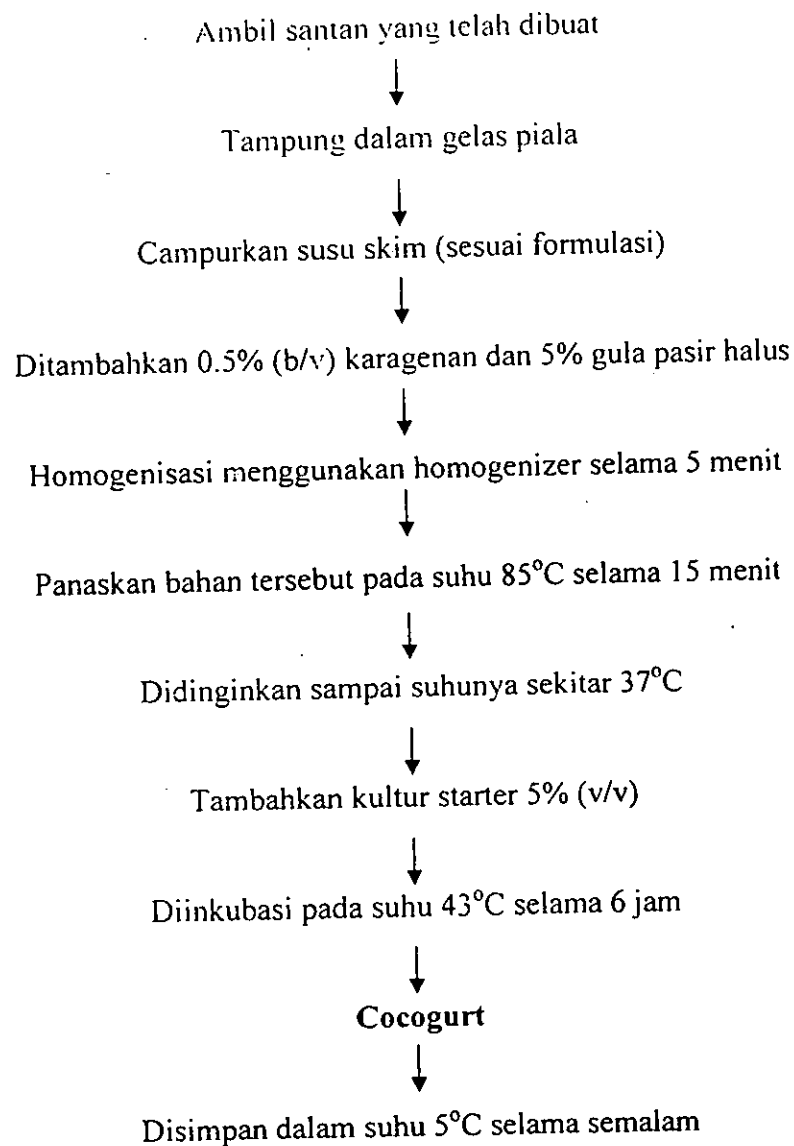 Ambil santan yang telah dibuat
Tampung dalam gelas piala
Campurkan susu skim (sesuai formulasi)
Ditambahkan 0.5% (b/v) karagenan dan 5% gula pasir halus
Homogenisasi menggunakan homogenizer selama 5 menit
Panaskan bahan tersebut pada suhu 85°C selama 15 menit
Didinginkan sampai suhunya sekitar 37°C
Tambahkan kultur starter 5% (v/v)
Diinkubasi pada suhu 43°C selama 6 jam
Cocogurt
Disimpan dalam suhu 5°C selama semalam